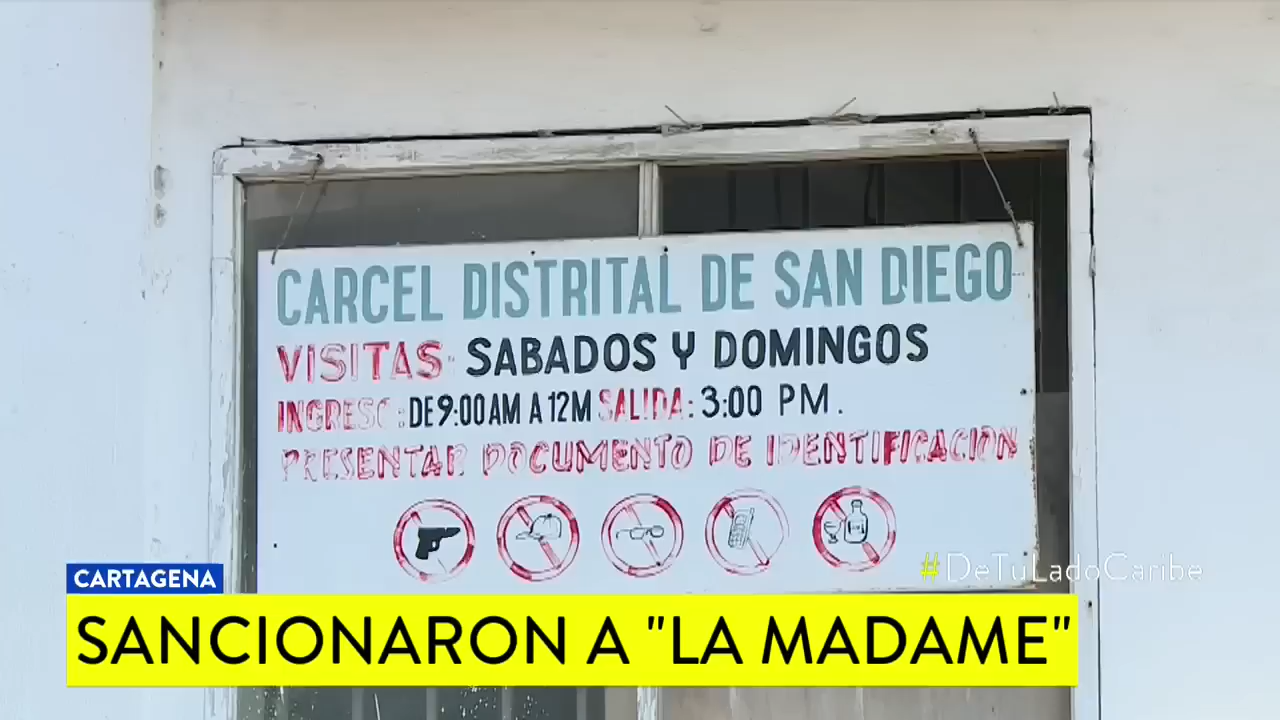 CARCEL DISTRITAL DE SAN DIEGO
VISITAS: SABADOS Y DOMINGOS
INGRESO: DE 9:00 AM A 12M SALIDA: 3:00 PM.
PRESENTAR DOCUMENTO DE IDENTIFICACION
#DeTuLadoCaribe
CARTAGENA
SANCIONARON A "LA MADAME"